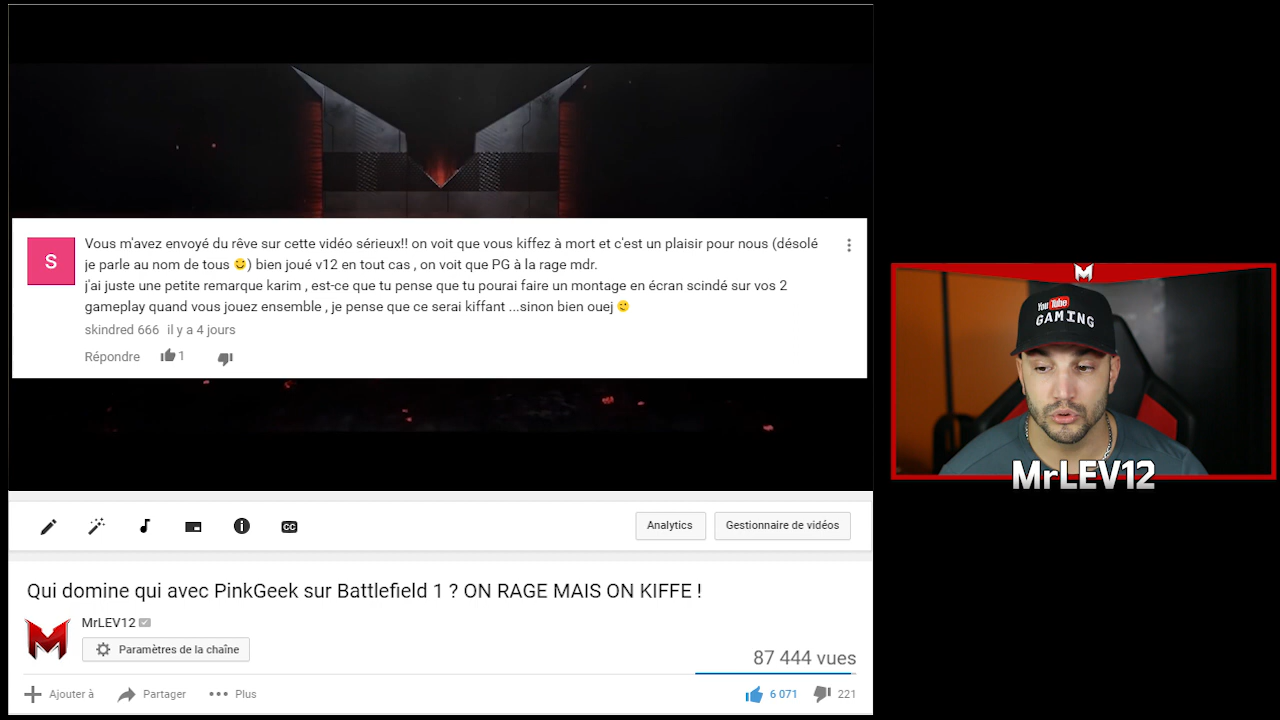 S
Vous m'avez envoyé du rêve sur cette vidéo sérieux!! on voit que vous kiffez à mort et c'est un plaisir pour nous (désolé
je parle au nom de tous 😉) bien joué v12 en tout cas , on voit que PG à la rage mdr.
j'ai juste une petite remarque karim , est-ce que tu pense que tu pourai faire un montage en écran scindé sur vos 2
gameplay quand vous jouez ensemble , je pense que ce serai kiffant ...sinon bien ouej 😉
skindred 666 il y a 4 jours
Répondre 1
You Tube
GAMING
MrLEV12
CC
Analytics
Gestionnaire de vidéos
Qui domine qui avec PinkGeek sur Battlefield 1 ? ON RAGE MAIS ON KIFFE !
MrLEV12
Paramètres de la chaîne
87 444 vues
Ajouter à
Partager
Plus
6 071
221